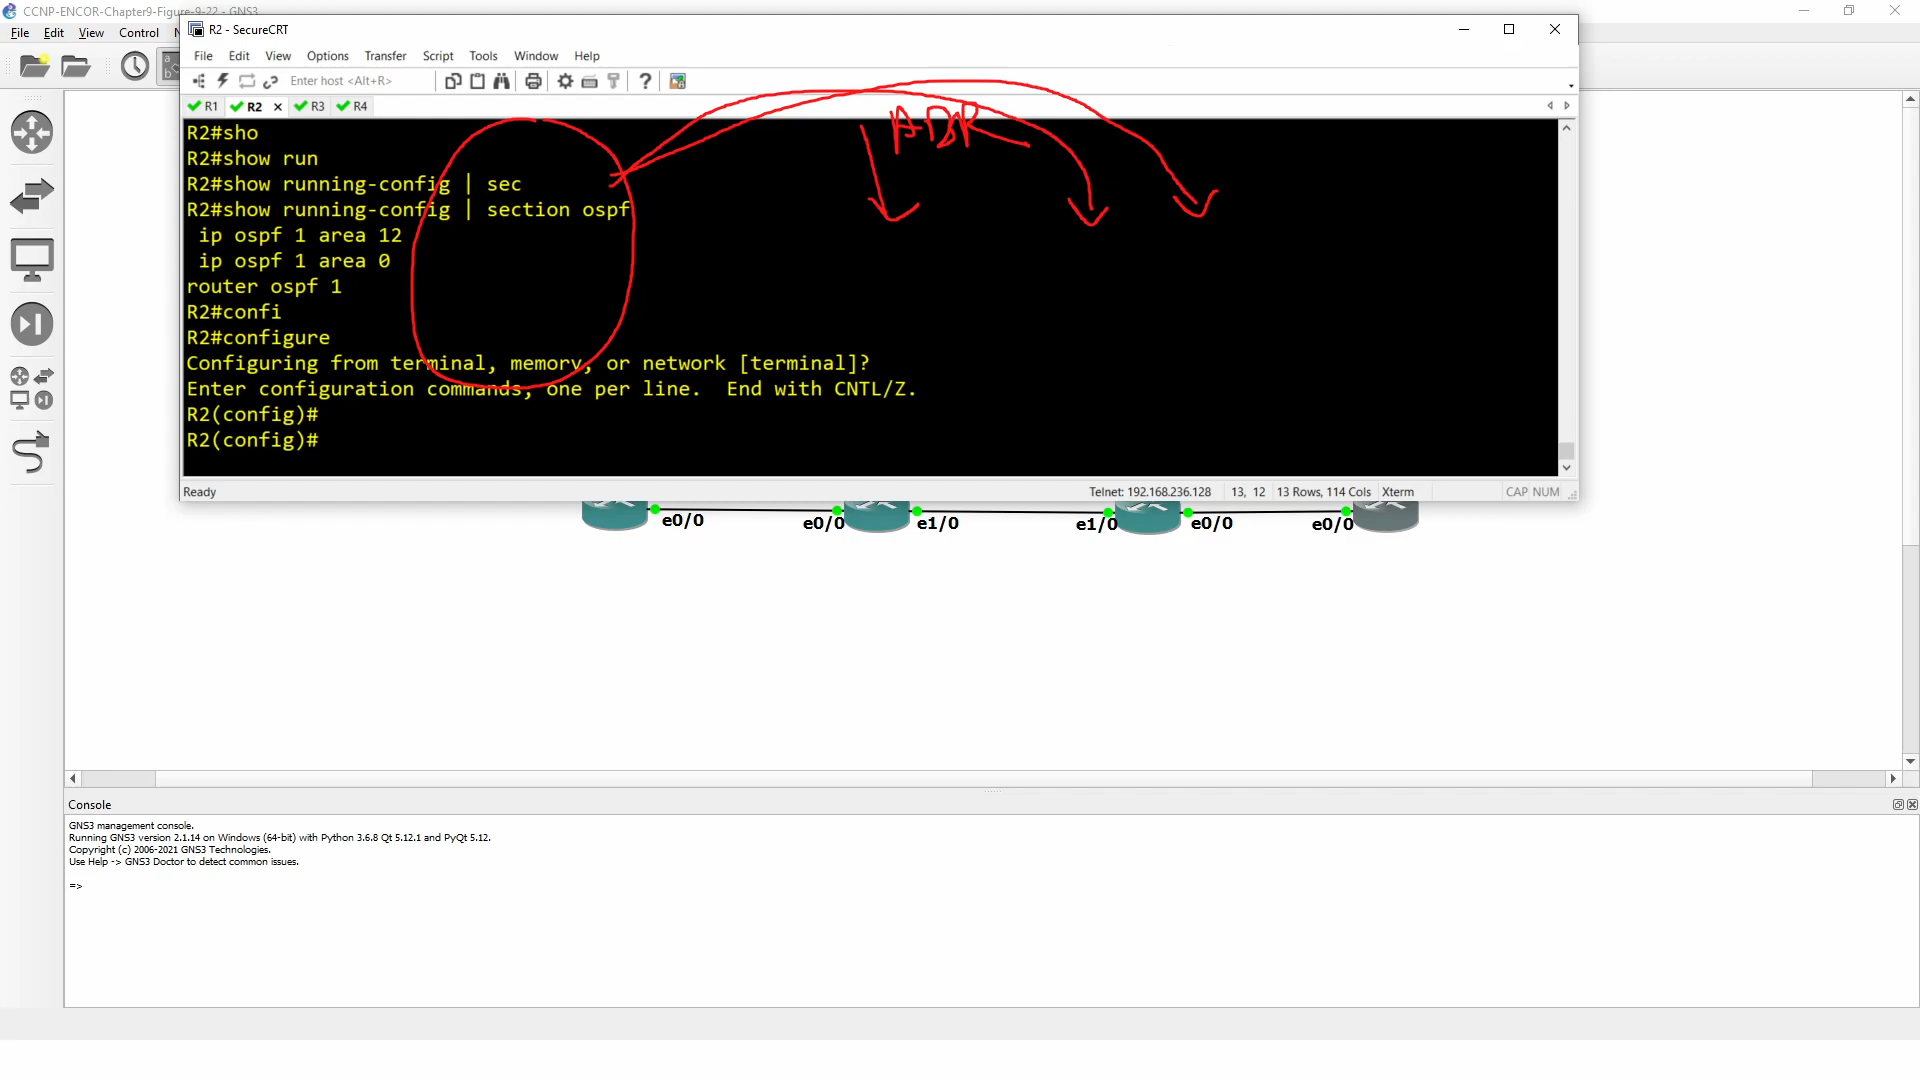 CCNP-ENCOR-Chapter9-Figure-9-22 - GNS3
File Edit View Control
R2 - SecureCRT
File Edit View Options Transfer Script Tools Window Help
Enter host <Alt+R>
R1 R2 R3 R4
ABR
R2#sho
R2#show run
R2#show running-config | sec
R2#show running-config | section ospf
ip ospf 1 area 12
ip ospf 1 area 0
router ospf 1
R2#confi
R2#configure
Configuring from terminal, memory, or network [terminal]?
Enter configuration commands, one per line. End with CNTL/Z.
R2(config)#
R2(config)#
Ready Telnet: 192.168.236.128 13, 12 13 Rows, 114 Cols Xterm CAP NUM
e0/0 e0/0 e1/0 e1/0 e0/0 e0/0
Console
GNS3 management console.
Running GNS3 version 2.1.14 on Windows (64-bit) with Python 3.6.8 Qt 5.12.1 and PyQt 5.12.
Copyright (c) 2006-2021 GNS3 Technologies.
Use Help -> GNS3 Doctor to detect common issues.
=>